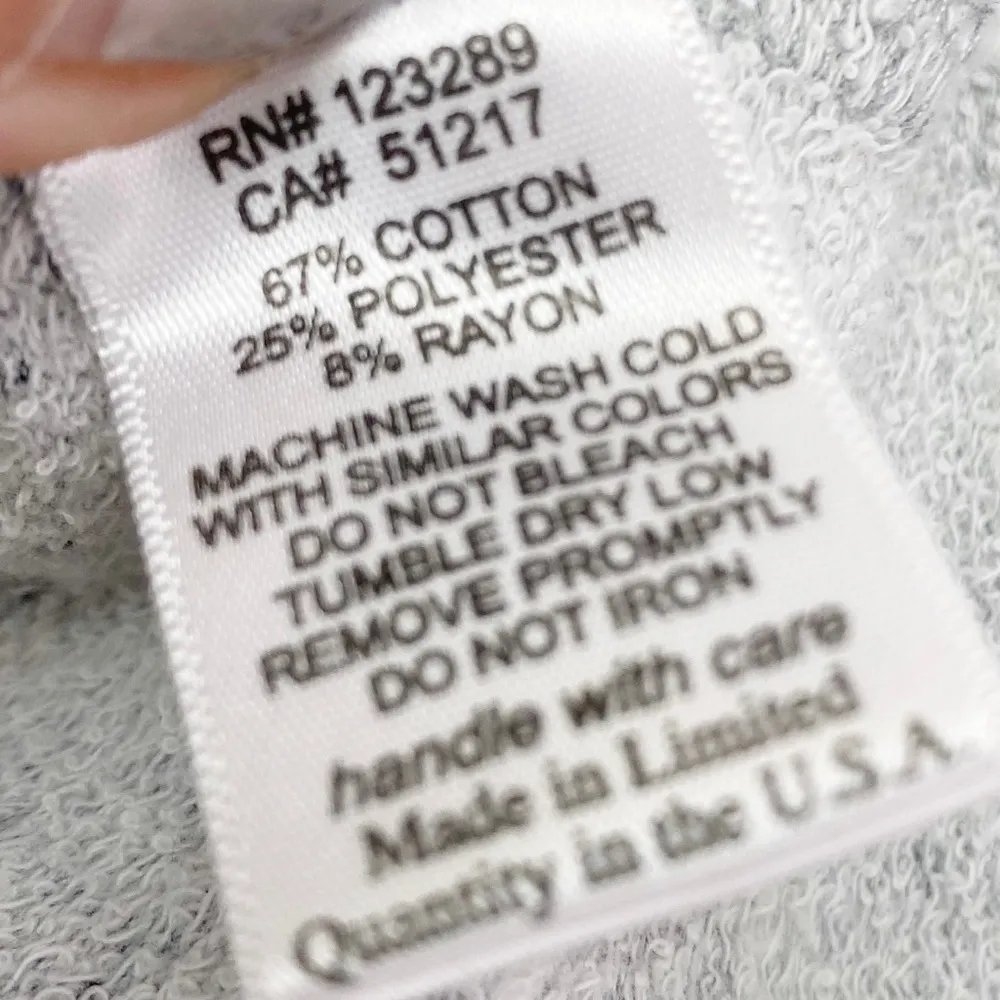 RN# 123289
CA# 51217
67% COTTON
25% POLYESTER
8% RAYON
MACHINE WASH COLD
WITH SIMILAR COLORS
DO NOT BLEACH
TUMBLE DRY LOW
REMOVE PROMPTLY
DO NOT IRON
handle with care
Made in Limited
Quantity in the U.S.A